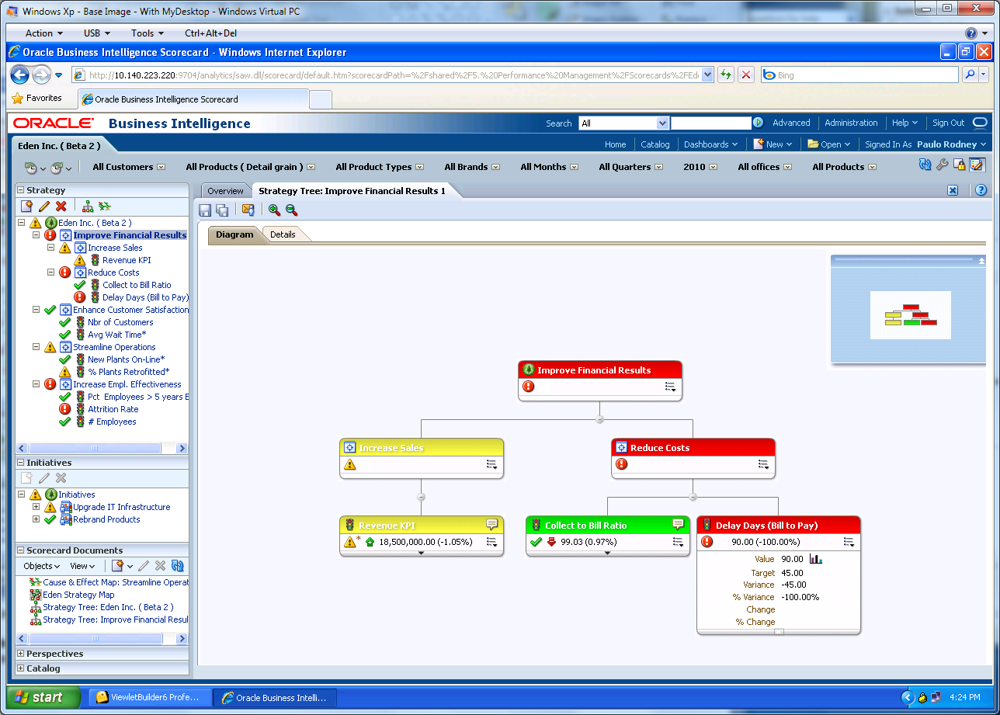 Windows Xp - Base Image - With MyDesktop - Windows Virtual PC
Action USB Tools Ctrl+Alt+Del
Oracle Business Intelligence Scorecard - Windows Internet Explorer
http://10.140.223.220:9704/analytics/saw.dll/scorecard/default.htm?scorecardPath=%2Fshared%2F5.%20Performance%20Management%2FScorecards%2FEd
Bing
Favorites
Oracle Business Intelligence Scorecard
ORACLE Business Intelligence
Search All Advanced Administration Help Sign Out
Eden Inc. ( Beta 2 )
Home Catalog Dashboards New Open Signed In As Paulo Rodney
All Customers All Products ( Detail grain ) All Product Types All Brands All Months All Quarters 2010 All offices All Products
Strategy
Eden Inc. ( Beta 2 )
Improve Financial Results
Increase Sales
Revenue KPI
Reduce Costs
Collect to Bill Ratio
Delay Days (Bill to Pay)
Enhance Customer Satisfaction
Nbr of Customers
Avg Wait Time*
Streamline Operations
New Plants On-Line*
% Plants Retrofitted*
Increase Empl. Effectiveness
Pct Employees > 5 years E
Attrition Rate
# Employees
Initiatives
Initiatives
Upgrade IT Infrastructure
Rebrand Products
Scorecard Documents
Objects View
Cause & Effect Map: Streamline Operat
Eden Strategy Map
Strategy Tree: Eden Inc. ( Beta 2 )
Strategy Tree: Improve Financial Resul
Perspectives
Catalog
Overview
Strategy Tree: Improve Financial Results 1
Diagram
Details
Improve Financial Results
Increase Sales
Reduce Costs
Revenue KPI
* 18,500,000.00 (-1.05%)
Collect to Bill Ratio
99.03 (0.97%)
Delay Days (Bill to Pay)
90.00 (-100.00%)
Value 90.00
Target 45.00
Variance -45.00
% Variance -100.00%
Change
% Change
start
ViewletBuilder6 Profe...
Oracle Business Intelli...
4:24 PM